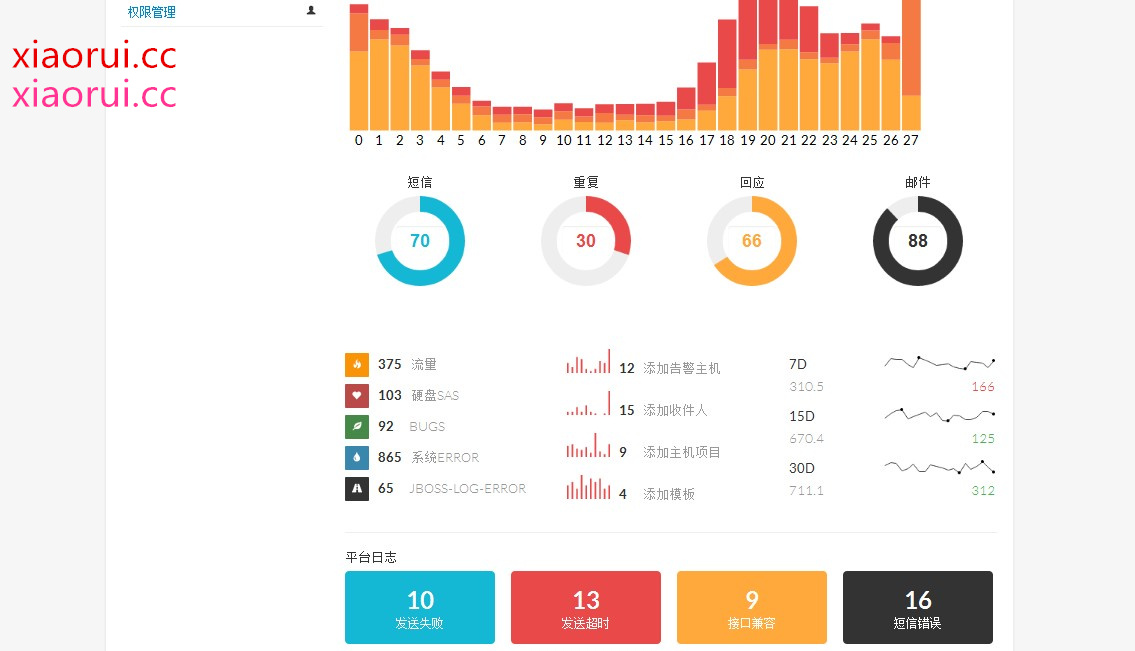 权限管理
xiaorui.cc
xiaorui.cc
0 1 2 3 4 5 6 7 8 9 10 11 12 13 14 15 16 17 18 19 20 21 22 23 24 25 26 27
短信 重复 回应 邮件
70 30 66 88
375 流量
103 硬盘SAS
92 BUGS
865 系统ERROR
65 JBOSS-LOG-ERROR
12 添加告警主机
15 添加收件人
9 添加主机项目
4 添加模板
7D
310.5 166
15D
670.4 125
30D
711.1 312
平台日志
10 13 9 16
发送失败 发送超时 接口兼容 短信错误